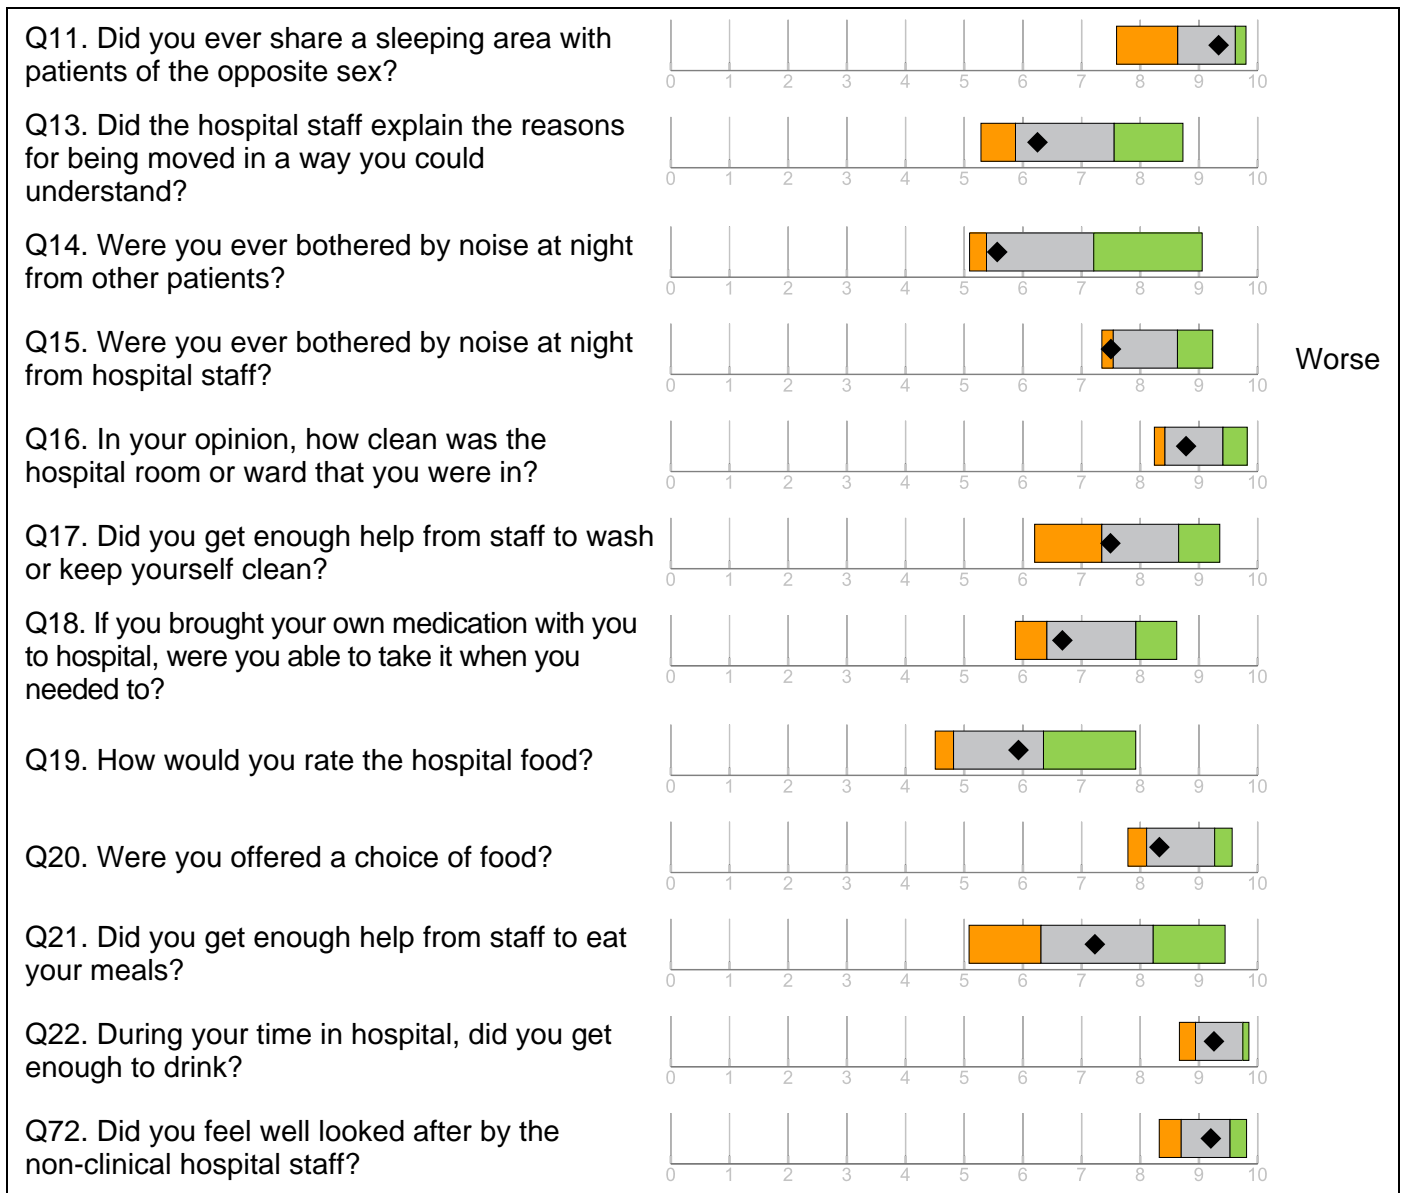 Q11. Did you ever share a sleeping area with
patients of the opposite sex?
0 1 2 3 4 5 6 7 8 9 10
Q13. Did the hospital staff explain the reasons
for being moved in a way you could
understand?
0 1 2 3 4 5 6 7 8 9 10
Q14. Were you ever bothered by noise at night
from other patients?
0 1 2 3 4 5 6 7 8 9 10
Q15. Were you ever bothered by noise at night
from hospital staff?
Worse
0 1 2 3 4 5 6 7 8 9 10
Q16. In your opinion, how clean was the
hospital room or ward that you were in?
0 1 2 3 4 5 6 7 8 9 10
Q17. Did you get enough help from staff to wash
or keep yourself clean?
0 1 2 3 4 5 6 7 8 9 10
Q18. If you brought your own medication with you
to hospital, were you able to take it when you
needed to?
0 1 2 3 4 5 6 7 8 9 10
Q19. How would you rate the hospital food?
0 1 2 3 4 5 6 7 8 9 10
Q20. Were you offered a choice of food?
0 1 2 3 4 5 6 7 8 9 10
Q21. Did you get enough help from staff to eat
your meals?
0 1 2 3 4 5 6 7 8 9 10
Q22. During your time in hospital, did you get
enough to drink?
0 1 2 3 4 5 6 7 8 9 10
Q72. Did you feel well looked after by the
non-clinical hospital staff?
0 1 2 3 4 5 6 7 8 9 10